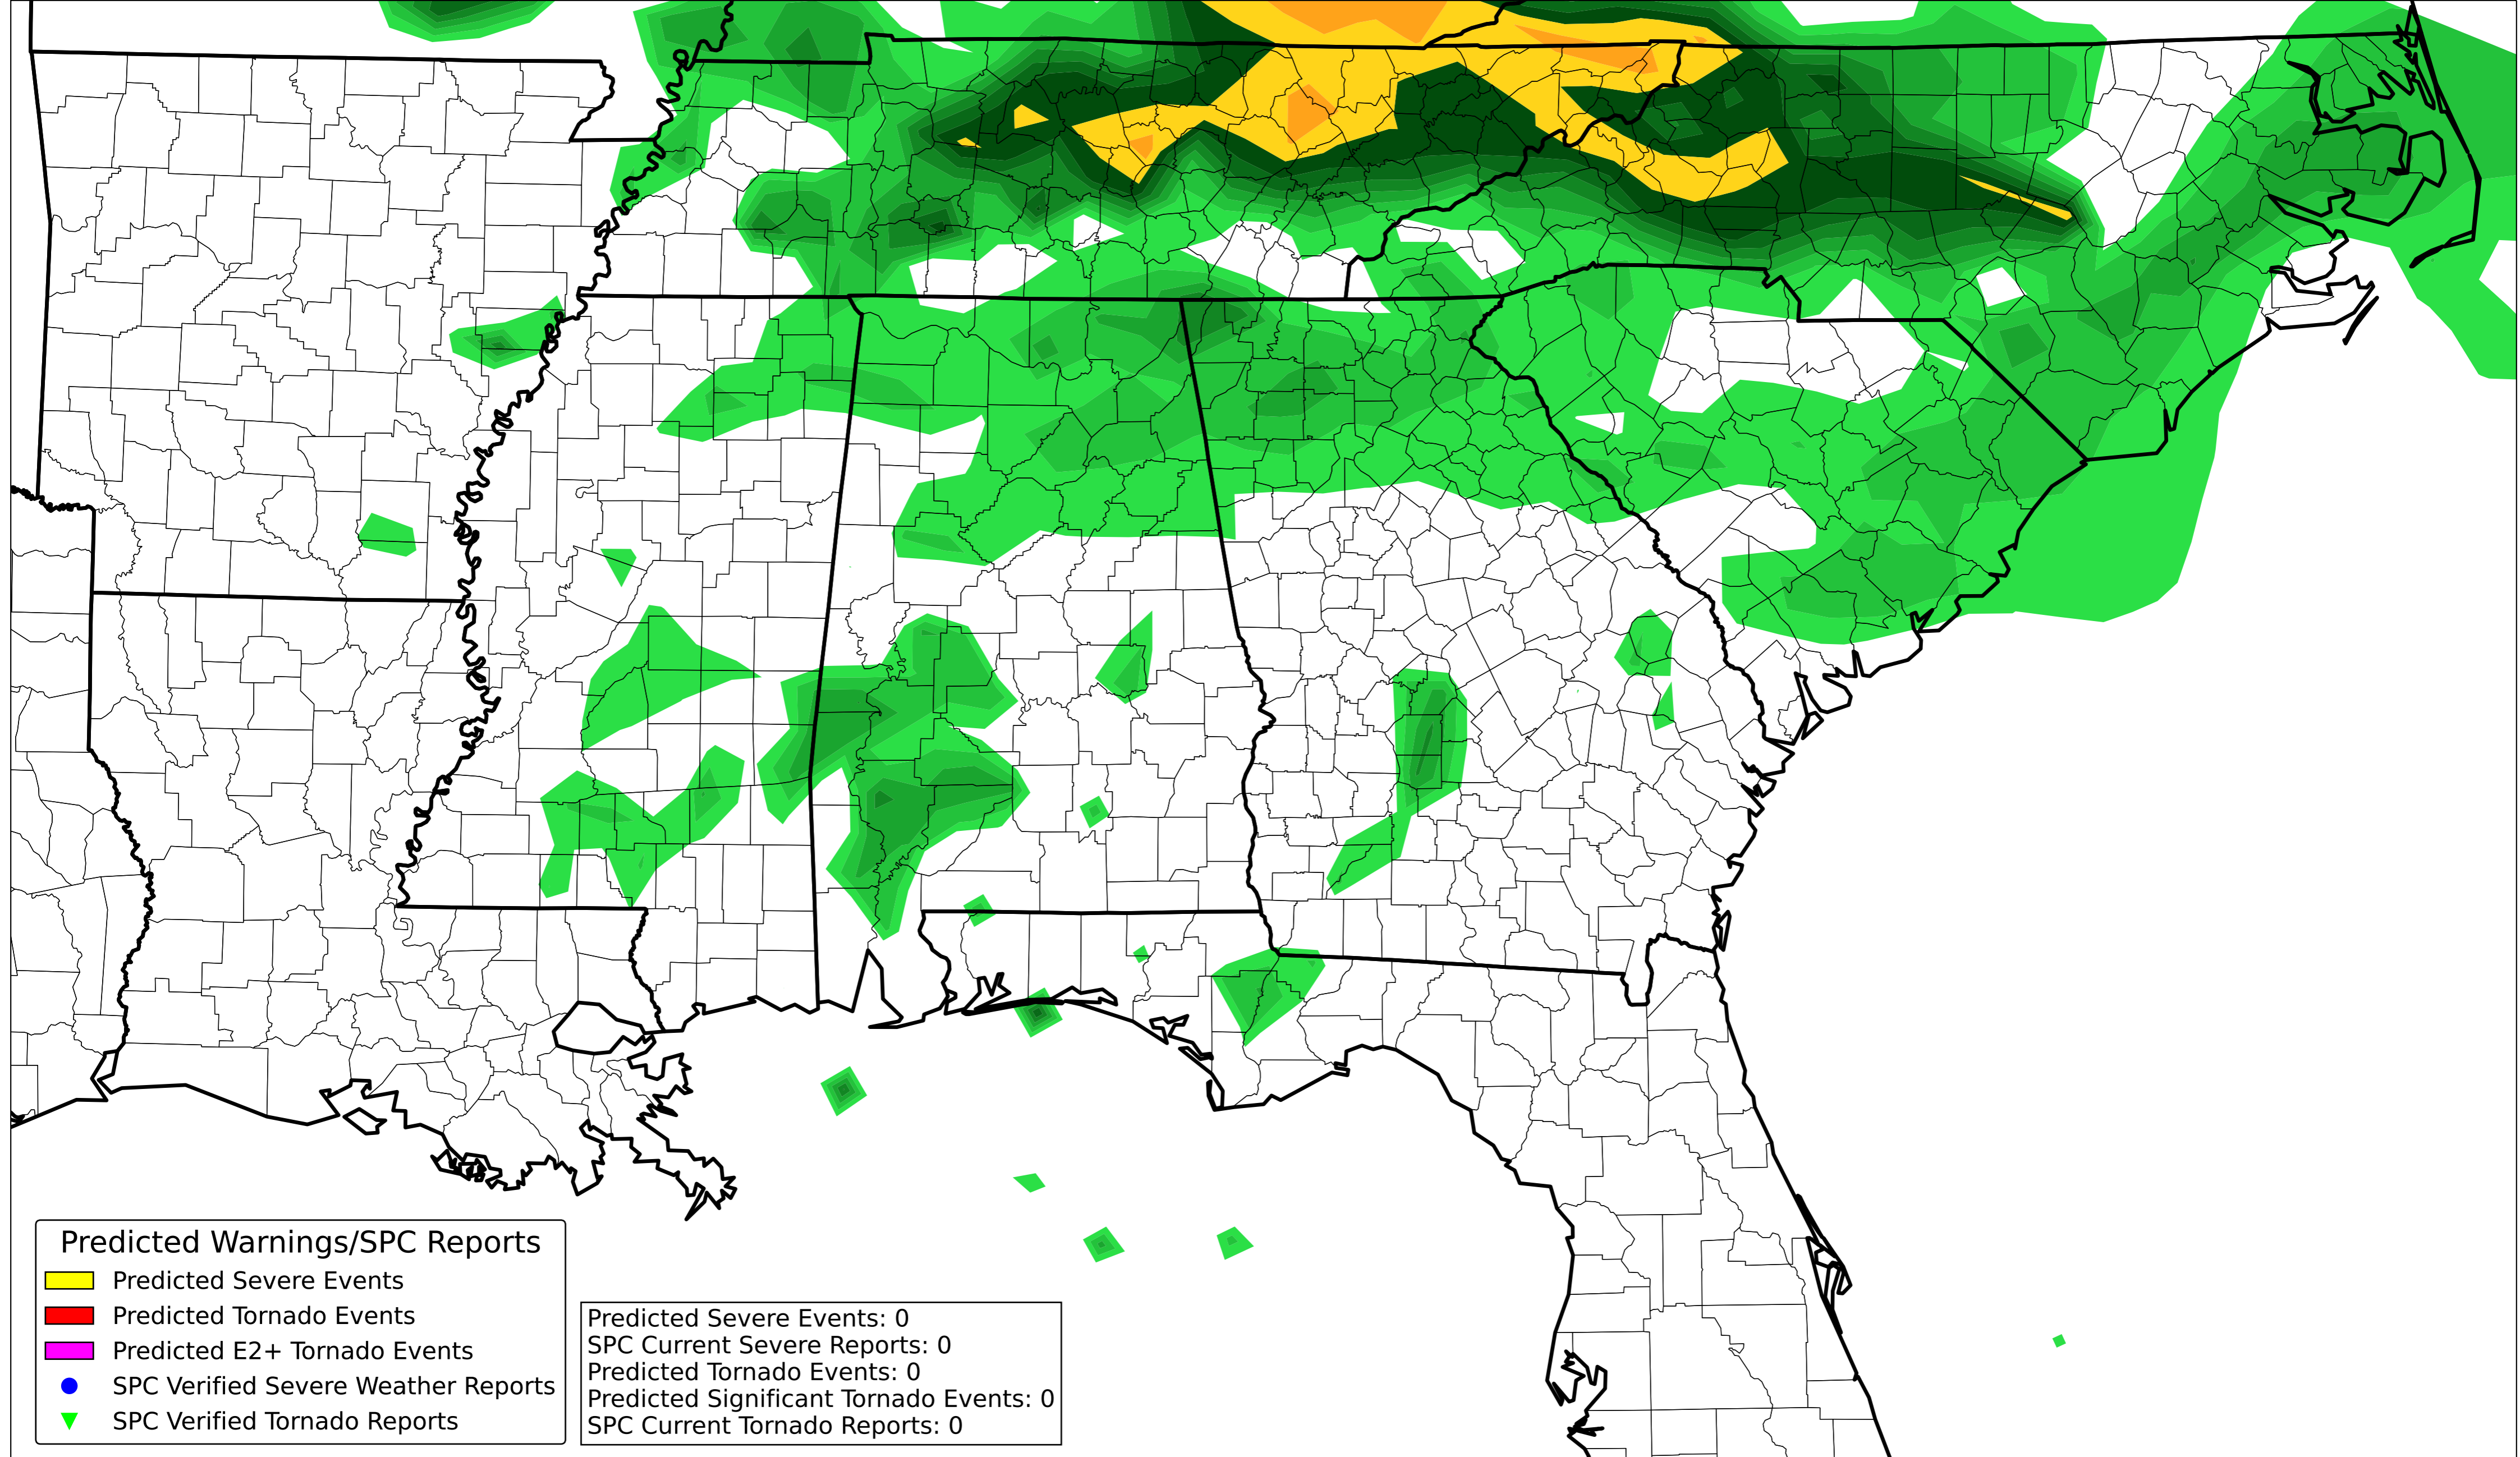 Predicted Warnings/SPC Reports
Predicted Severe Events
Predicted Tornado Events
Predicted E2+ Tornado Events
SPC Verified Severe Weather Reports
SPC Verified Tornado Reports
Predicted Severe Events: 0
SPC Current Severe Reports: 0
Predicted Tornado Events: 0
Predicted Significant Tornado Events: 0
SPC Current Tornado Reports: 0